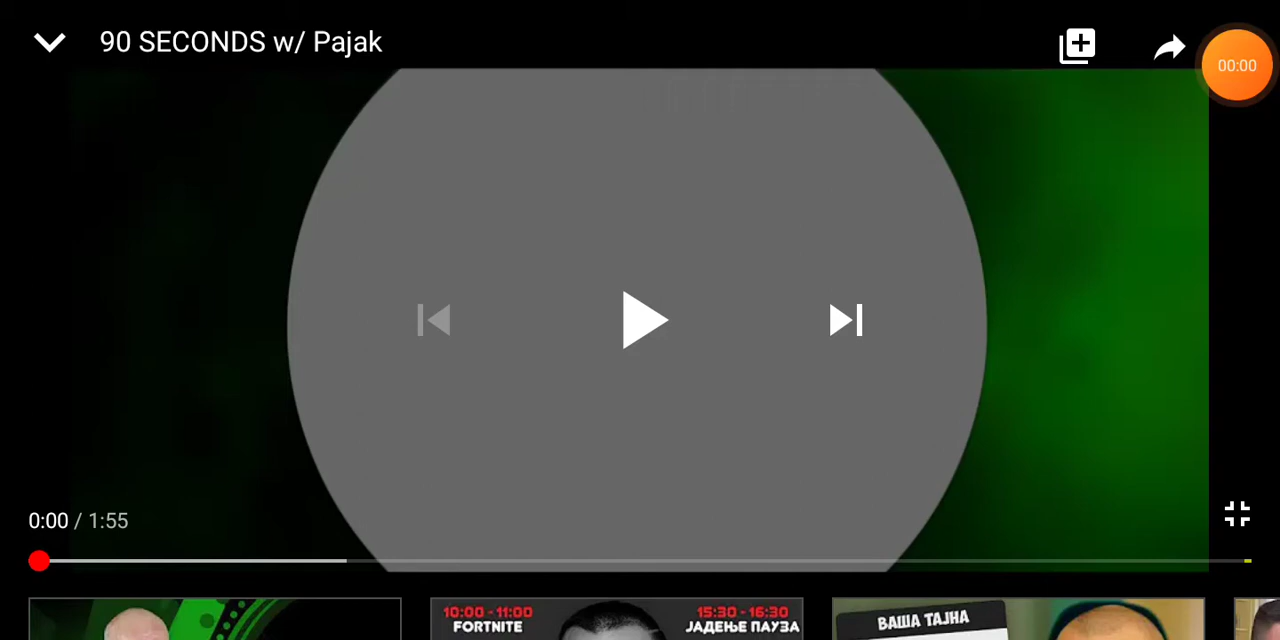 90 SECONDS w/ Pajak
00:00
0:00 / 1:55
10:00 - 11:00
FORTNITE
15:30 - 16:30
ЈАДЕЊЕ ПАУЗА
ВАША ТАЈНА